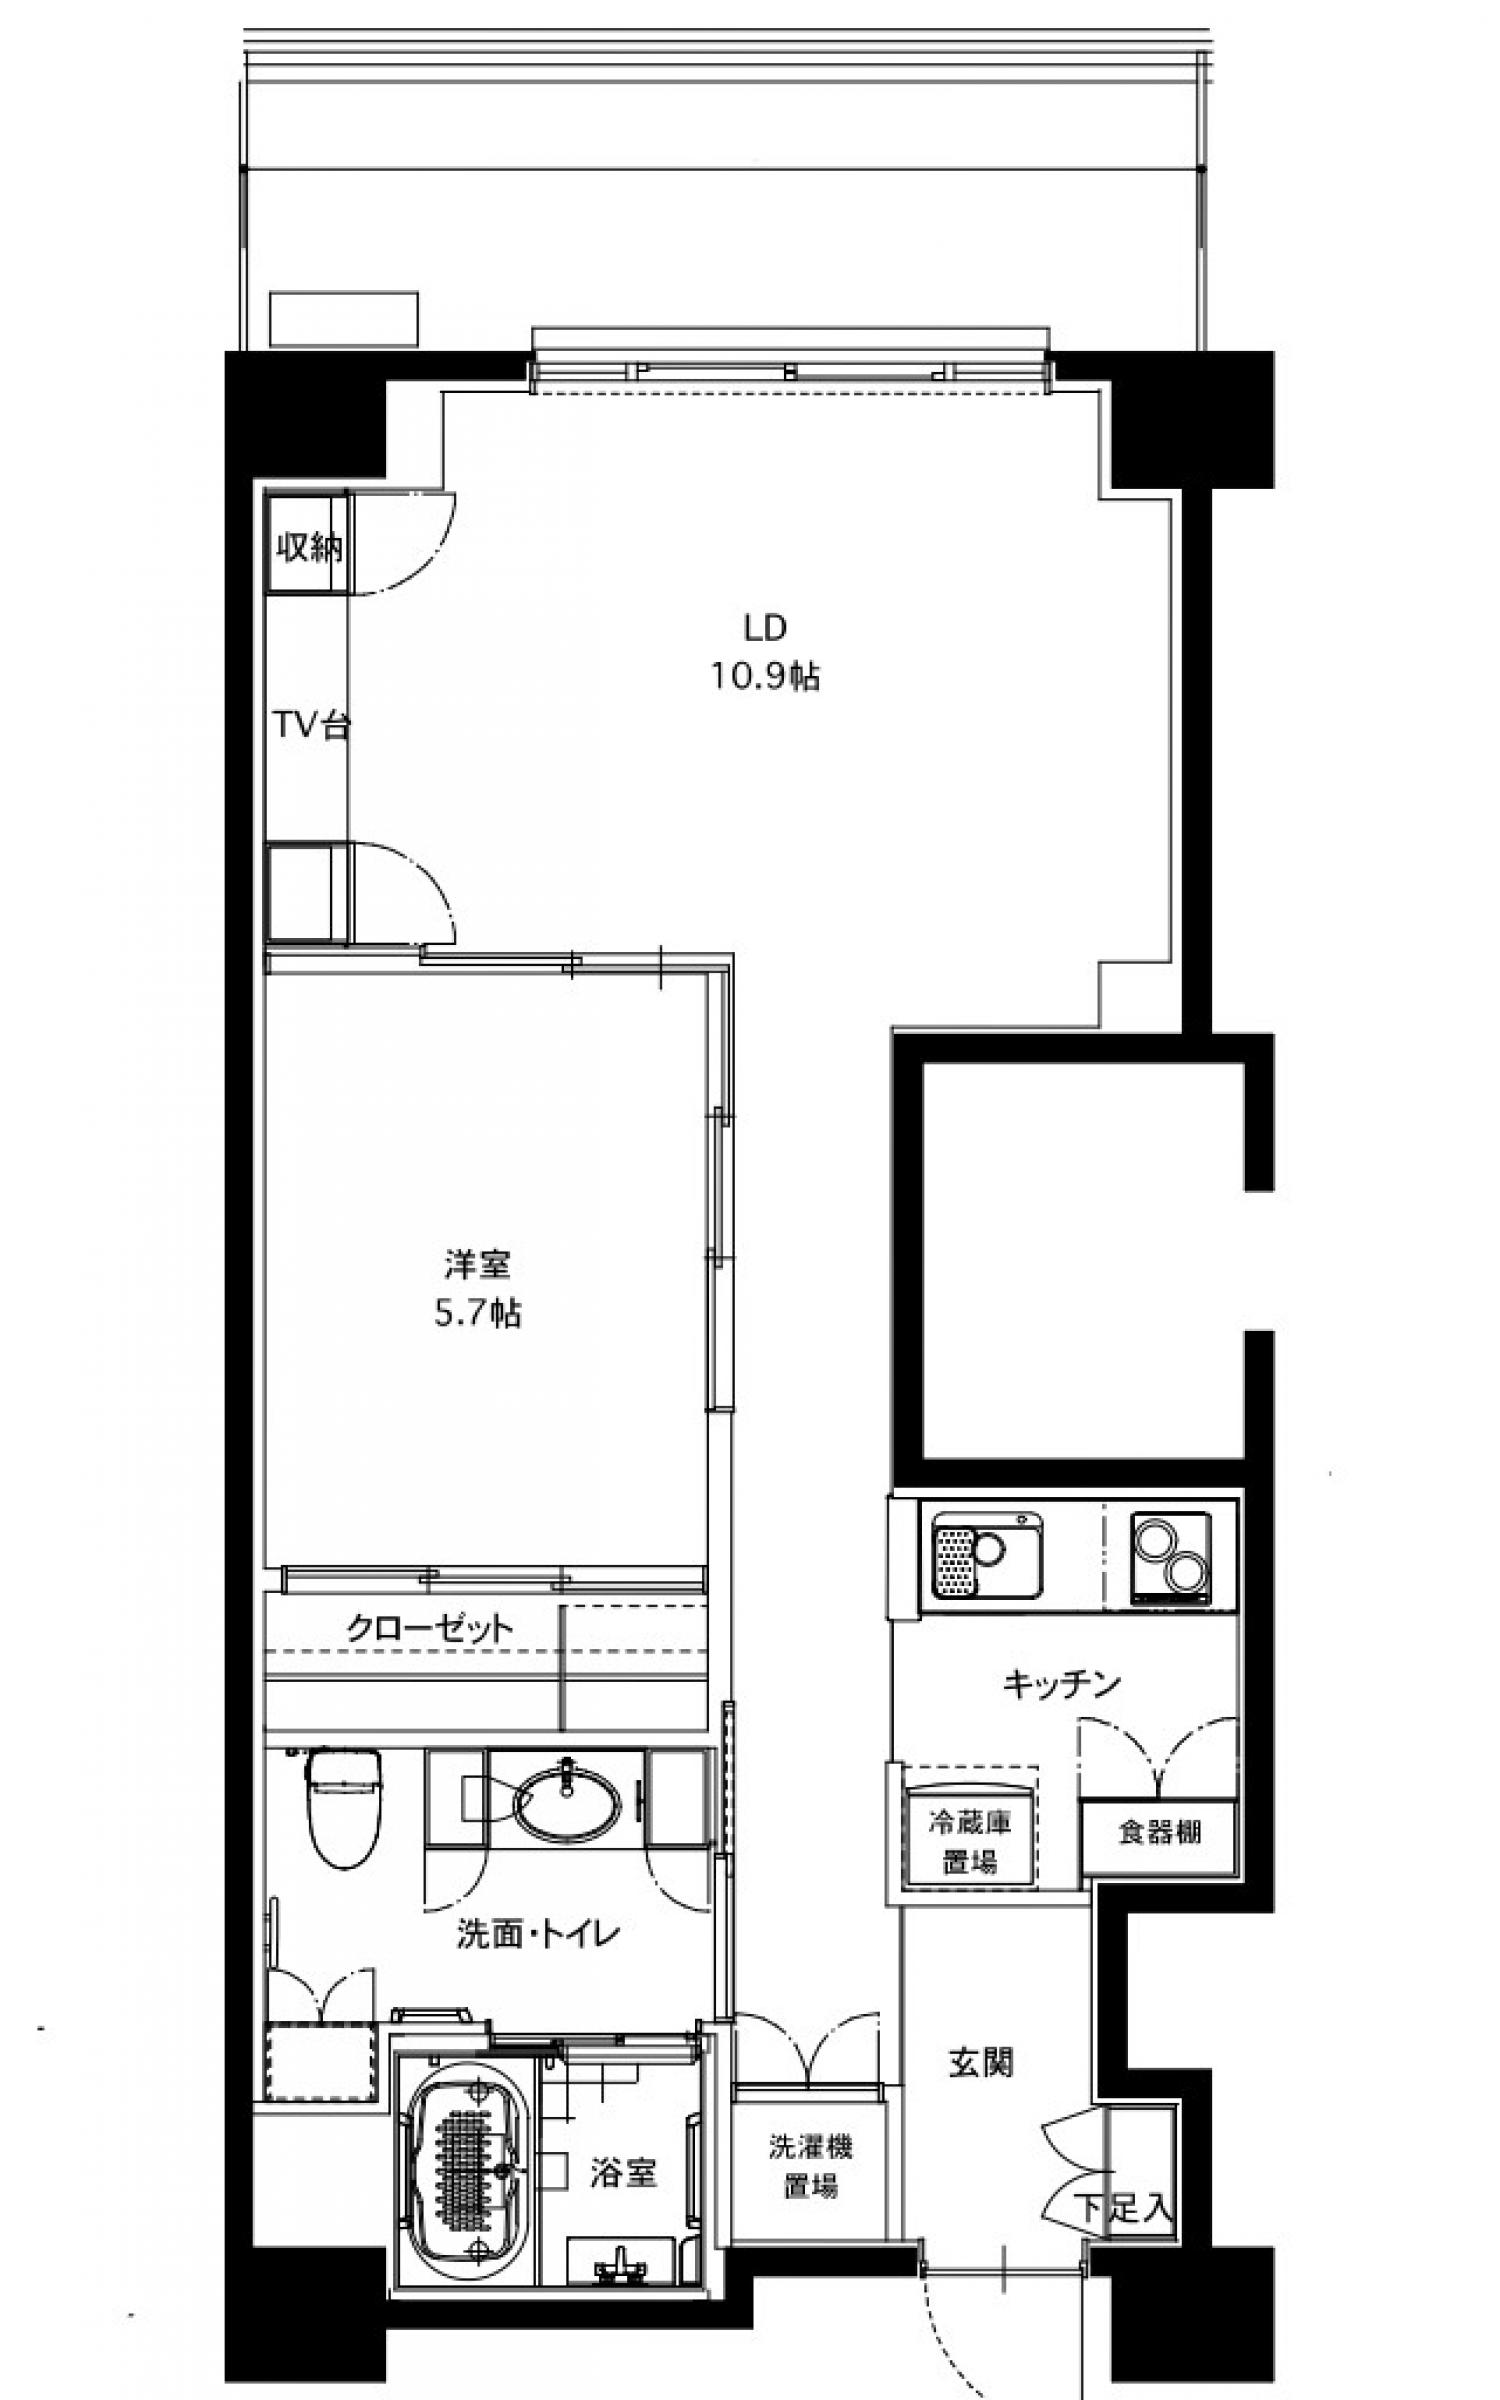 収納
LD
10.9帖
TV台
洋室
5.7帖
クローゼット
キッチン
冷蔵庫
置場
食器棚
洗面・トイレ
玄関
洗濯機
置場
浴室
下足入